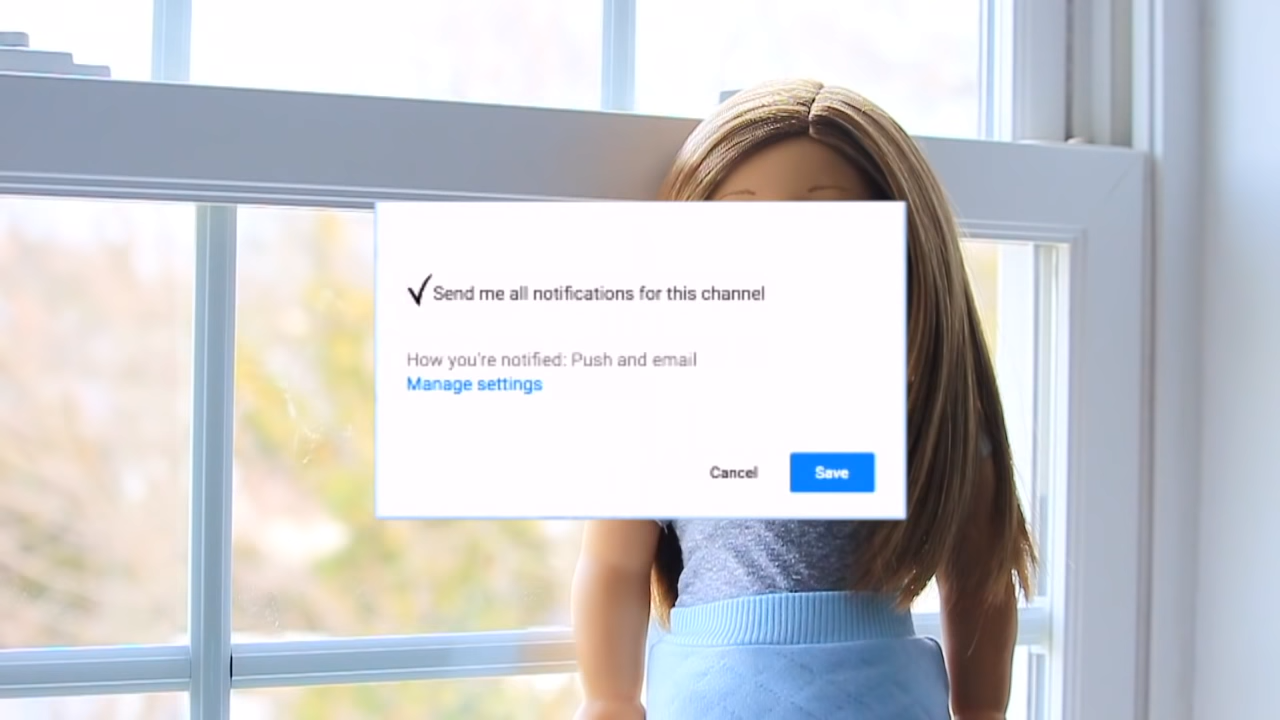 Send me all notifications for this channel
How you're notified: Push and email
Manage settings
Cancel
Save